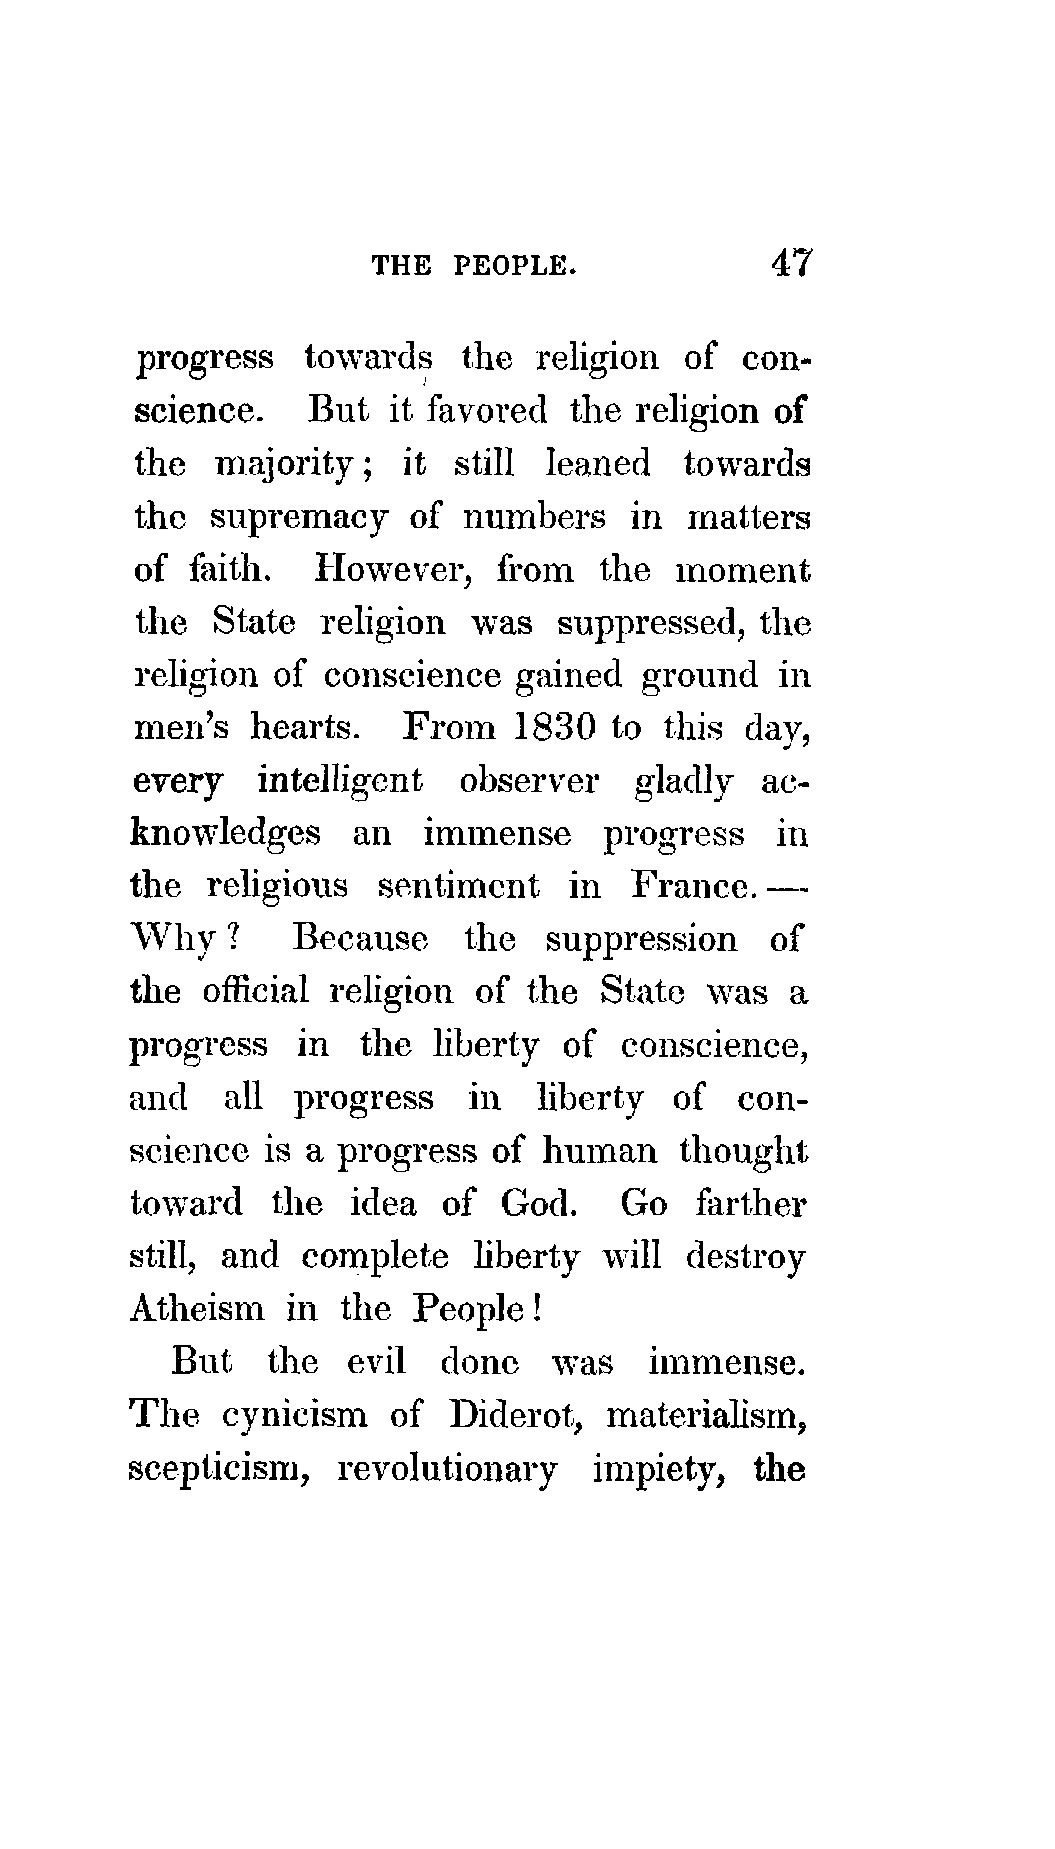 THE PEOPLE. 47
progress towards the religion of con-
science. But it favored the religion of
the majority; it still leaned towards
the supremacy of numbers in matters
of faith. However, from the moment
the State religion was suppressed, the
religion of conscience gained ground in
men's hearts. From 1830 to this day,
every intelligent observer gladly ac-
knowledges an immense progress in
the religious sentiment in France. —
Why? Because the suppression of
the official religion of the State was a
progress in the liberty of conscience,
and all progress in liberty of con-
science is a progress of human thought
toward the idea of God. Go farther
still, and complete liberty will destroy
Atheism in the People!
But the evil done was immense.
The cynicism of Diderot, materialism,
scepticism, revolutionary impiety, the